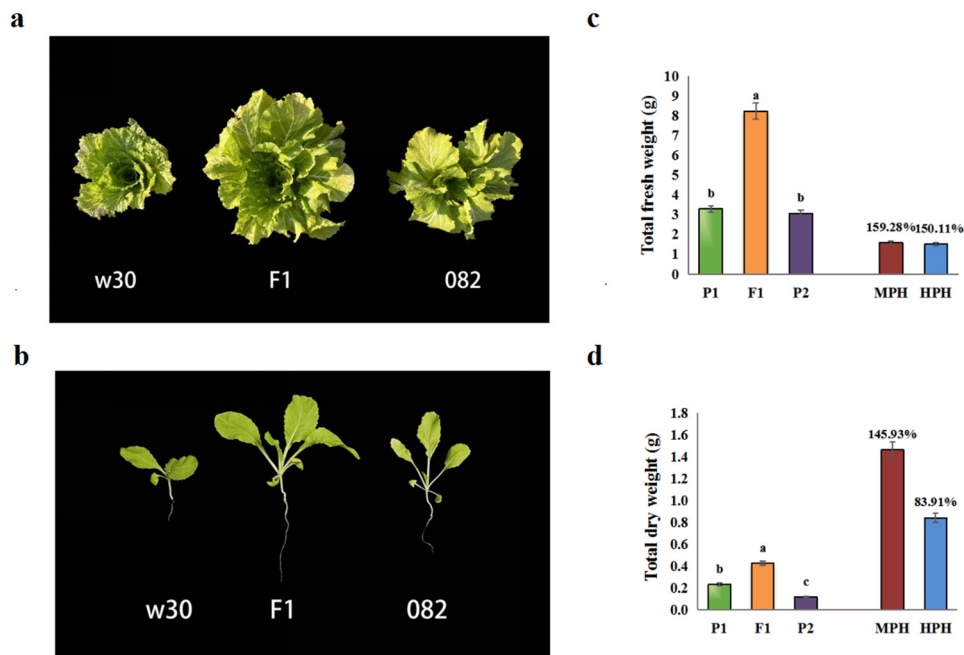 a
w30 F1 082
b
w30 F1 082
c
Total fresh weight (g)
10
9
8
7
6
5
4
3
2
1
0
b
a
b
159.28% 150.11%
P1 F1 P2 MPH HPH
d
Total dry weight (g)
1.8
1.6
1.4
1.2
1.0
0.8
0.6
0.4
0.2
0.0
b
a
c
145.93%
83.91%
P1 F1 P2 MPH HPH